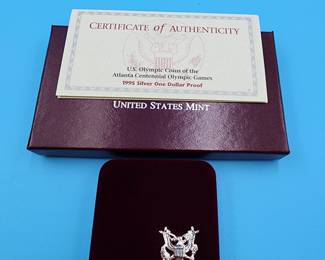 CERTIFICATE of AUTHENTICITY
U.S. Olympic Coins of the
Atlanta Centennial Olympic Games
1995 Silver One Dollar Proof
UNITED STATES MINT